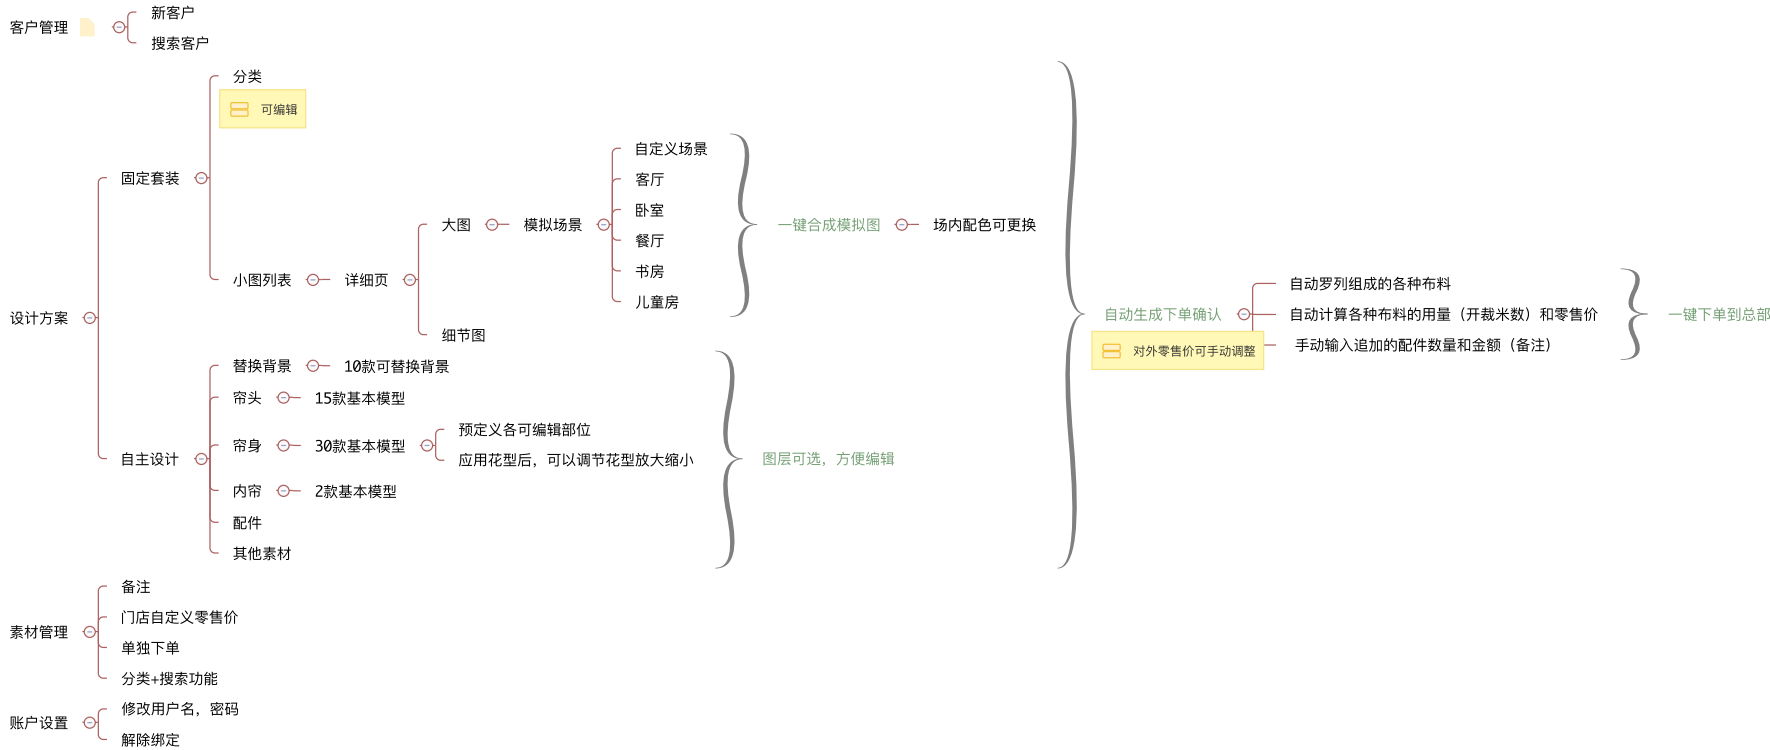 客户管理
新客户
搜索客户
设计方案
固定套装
分类
可编辑
小图列表
详细页
大图
模拟场景
自定义场景
客厅
卧室
餐厅
书房
儿童房
一键合成模拟图
场内配色可更换
细节图
自主设计
替换背景
10款可替换背景
帘头
15款基本模型
帘身
30款基本模型
预定义各可编辑部位
应用花型后，可以调节花型放大缩小
内帘
2款基本模型
配件
其他素材
图层可选，方便编辑
自动生成下单确认
对外零售价可手动调整
自动罗列组成的各种布料
自动计算各种布料的用量（开裁米数）和零售价
手动输入追加的配件数量和金额（备注）
一键下单到总部
素材管理
备注
门店自定义零售价
单独下单
分类+搜索功能
账户设置
修改用户名，密码
解除绑定